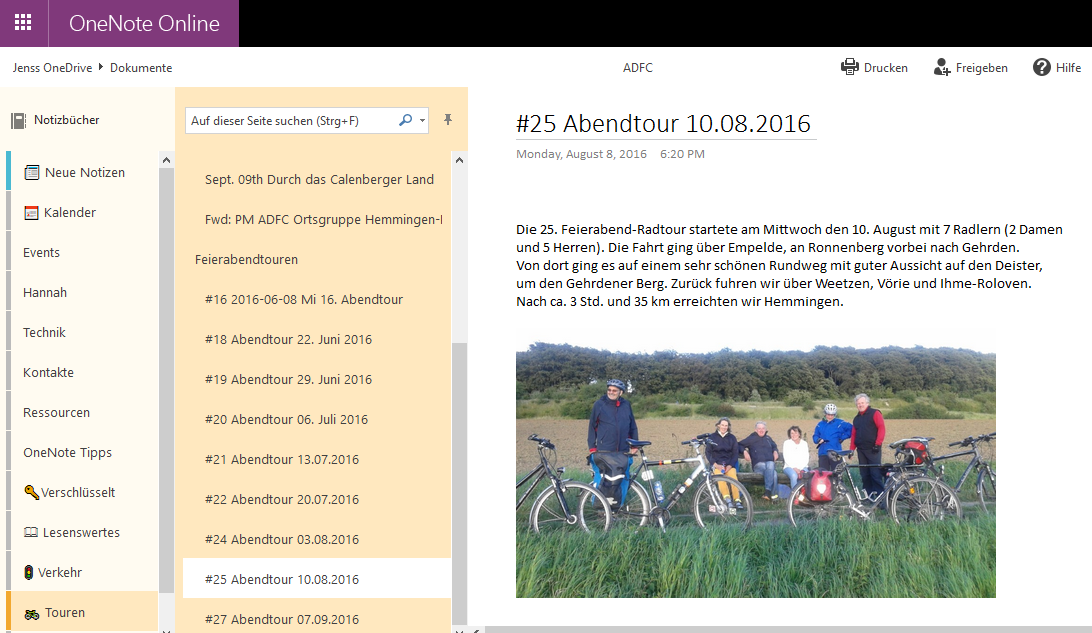 OneNote Online
Jenss OneDrive Dokumente
ADFC
Drucken
Freigeben
Hilfe
Notizbücher
Neue Notizen
Kalender
Events
Hannah
Technik
Kontakte
Ressourcen
OneNote Tipps
Verschlüsselt
Lesenswertes
Verkehr
Touren
Auf dieser Seite suchen (Strg+F)
Sept. 09th Durch das Calenberger Land
Fwd: PM ADFC Ortsgruppe Hemmingen-
Feierabendtouren
#16 2016-06-08 Mi 16. Abendtour
#18 Abendtour 22. Juni 2016
#19 Abendtour 29. Juni 2016
#20 Abendtour 06. Juli 2016
#21 Abendtour 13.07.2016
#22 Abendtour 20.07.2016
#24 Abendtour 03.08.2016
#25 Abendtour 10.08.2016
#27 Abendtour 07.09.2016
#25 Abendtour 10.08.2016
Monday, August 8, 2016 6:20 PM
Die 25. Feierabend-Radtour startete am Mittwoch den 10. August mit 7 Radlern (2 Damen
und 5 Herren). Die Fahrt ging über Empelde, an Ronnenberg vorbei nach Gehrden.
Von dort ging es auf einem sehr schönen Rundweg mit guter Aussicht auf den Deister,
um den Gehrdener Berg. Zurück fuhren wir über Weetzen, Vörie und Ihme-Roloven.
Nach ca. 3 Std. und 35 km erreichten wir Hemmingen.